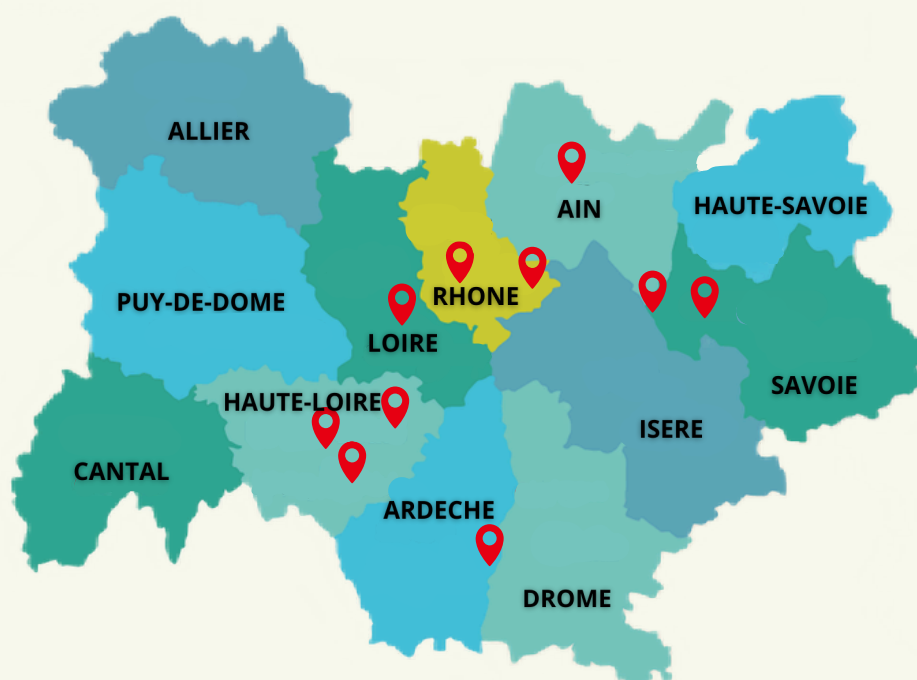 ALLIER
HAUTE-SAVOIE
AIN
RHONE
PUY-DE-DOME
LOIRE
SAVOIE
HAUTE-LOIRE
ISERE
CANTAL
ARDECHE
DROME